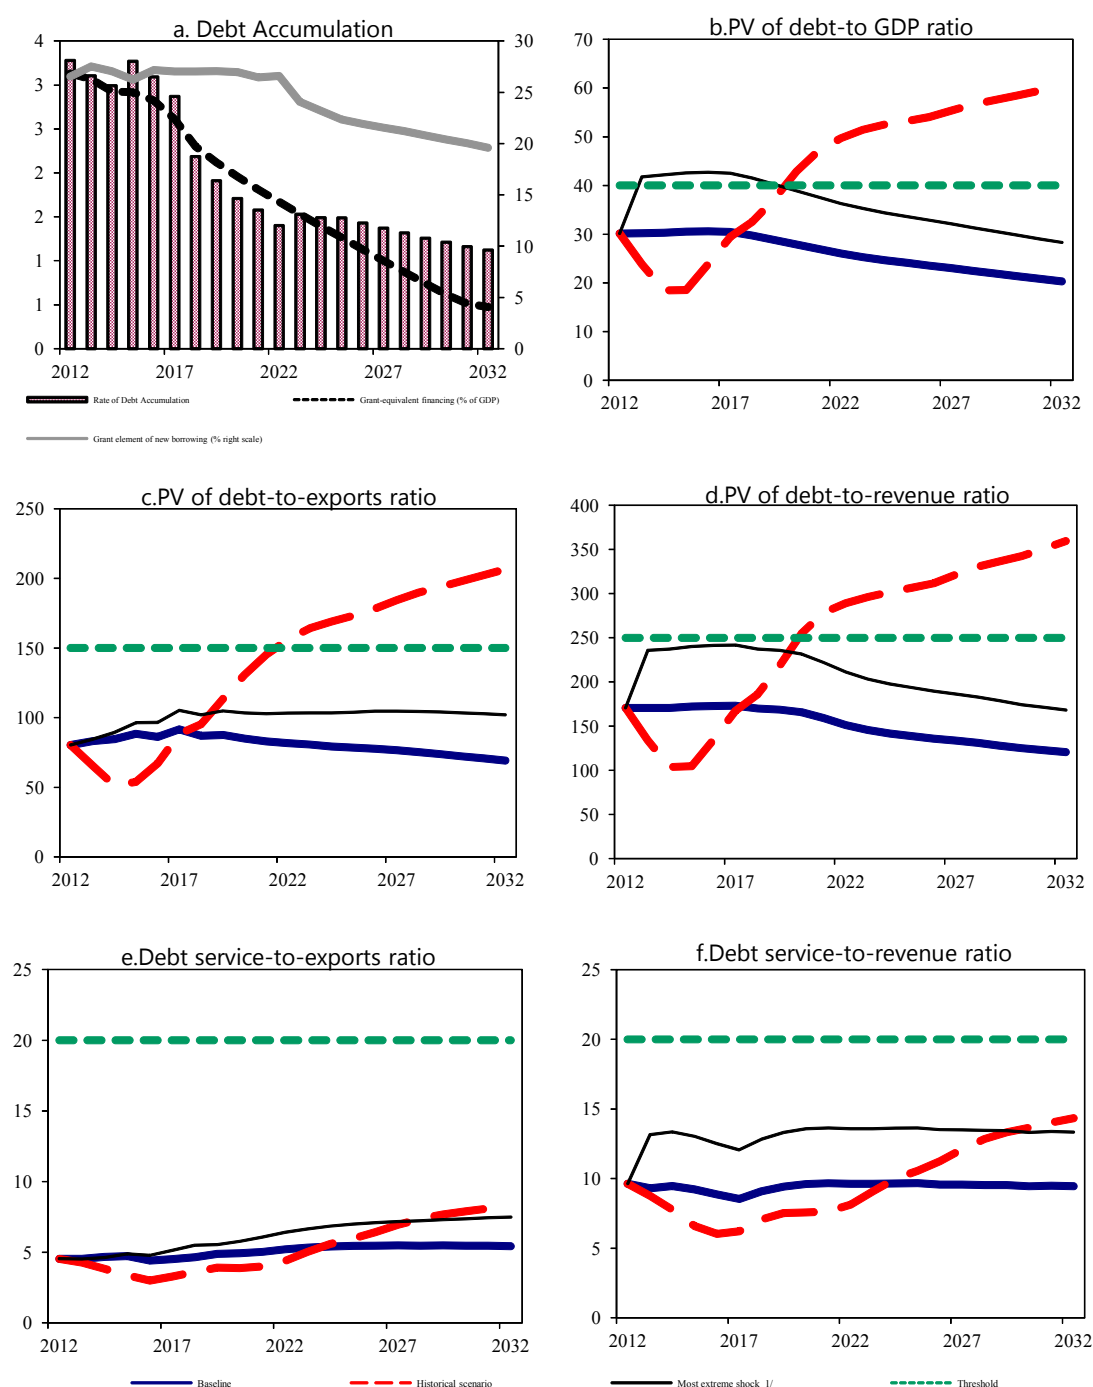 a. Debt Accumulation
4
3
3
2
2
1
1
0
30
25
20
15
10
5
0
2012 2017 2022 2027 2032
Rate of Debt Accumulation
Grant-equivalent financing (% of GDP)
Grant element of new borrowing (% right scale)
b.PV of debt-to GDP ratio
70
60
50
40
30
20
10
0
2012 2017 2022 2027 2032
c.PV of debt-to-exports ratio
250
200
150
100
50
0
2012 2017 2022 2027 2032
d.PV of debt-to-revenue ratio
400
350
300
250
200
150
100
50
0
2012 2017 2022 2027 2032
e.Debt service-to-exports ratio
25
20
15
10
5
0
2012 2017 2022 2027 2032
f.Debt service-to-revenue ratio
25
20
15
10
5
0
2012 2017 2022 2027 2032
Baseline
Historical scenario
Most extreme shock 1/
Threshold